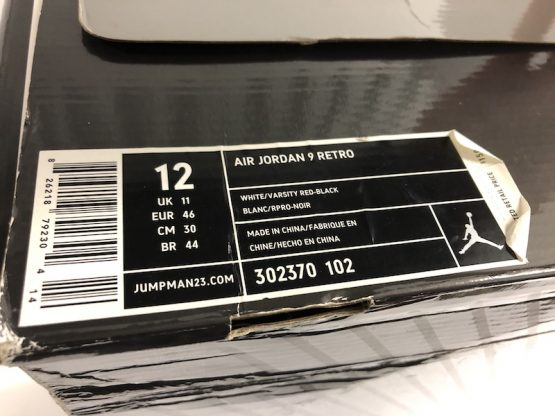 8 26218 79230 4 14
12
UK 11
EUR 46
CM 30
BR 44
JUMPMAN23.COM
AIR JORDAN 9 RETRO
WHITE/VARSITY RED-BLACK
BLANC/RPRO-NOIR
MADE IN CHINA/FABRIQUE EN
CHINE/HECHO EN CHINA
302370 102
RETAIL PRICE